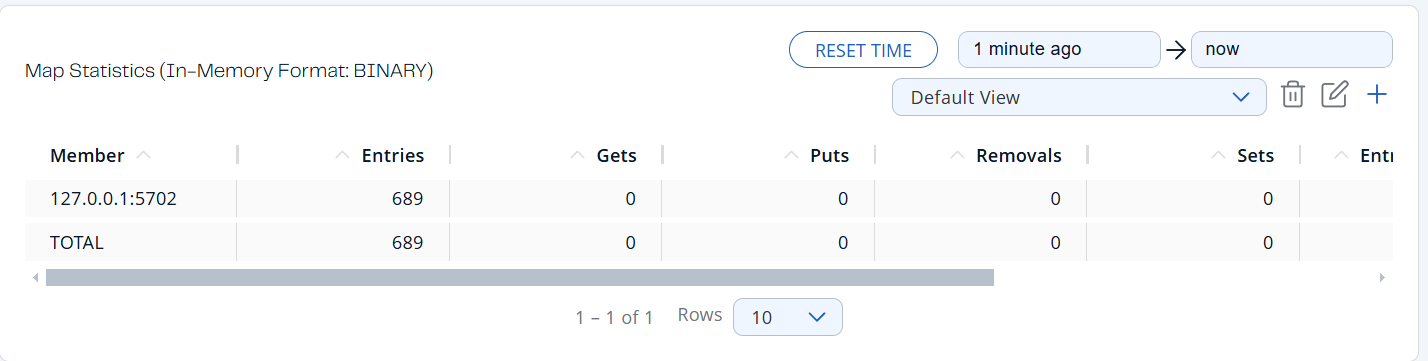 RESET TIME 1 minute ago now
Map Statistics (In-Memory Format: BINARY)
Default View
Member Entries Gets Puts Removals Sets
127.0.0.1:5702 689 0 0 0 0
TOTAL 689 0 0 0 0
1 – 1 of 1 Rows 10